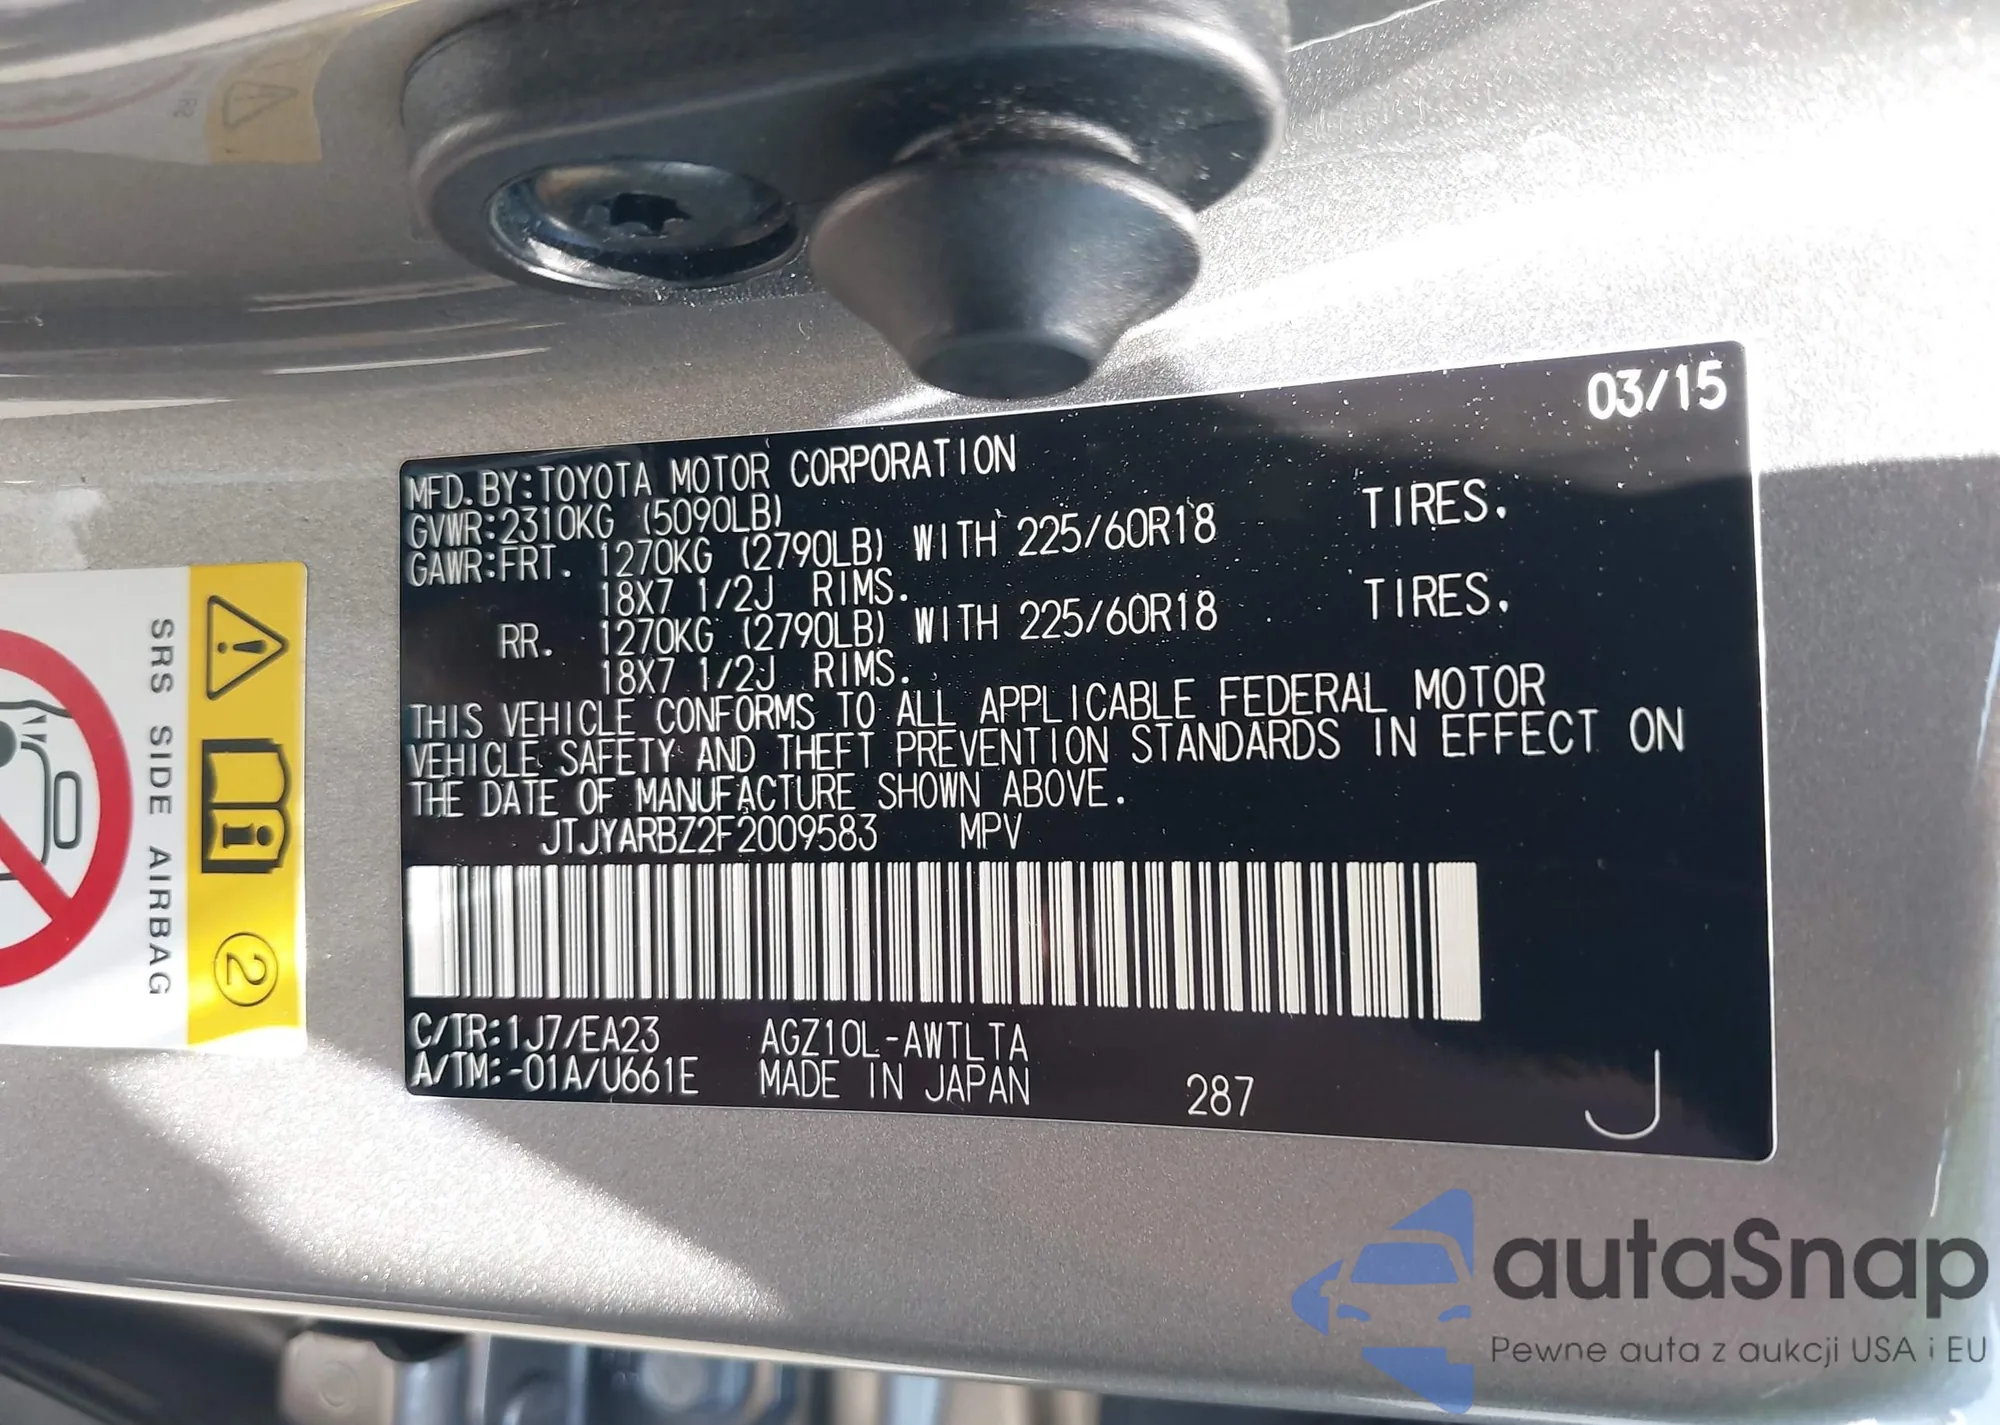 03/15
MFD. BY: TOYOTA MOTOR CORPORATION
GVWR: 2310KG (5090LB)
GAWR: FRT. 1270KG (2790LB) WITH 225/60R18 TIRES.
18X7 1/2J RIMS.
RR. 1270KG (2790LB) WITH 225/60R18 TIRES.
18X7 1/2J RIMS.
THIS VEHICLE CONFORMS TO ALL APPLICABLE FEDERAL MOTOR
VEHICLE SAFETY AND THEFT PREVENTION STANDARDS IN EFFECT ON
THE DATE OF MANUFACTURE SHOWN ABOVE.
JTJYARBZ2F2009583 MPV
C/TR: 1J7/EA23 AGZ10L-AWTLTA
A/TM: -01A/U661E MADE IN JAPAN 287 J
SRS SIDE AIRBAG
2
autaSnap
Pewne auta z aukcji USA i EU